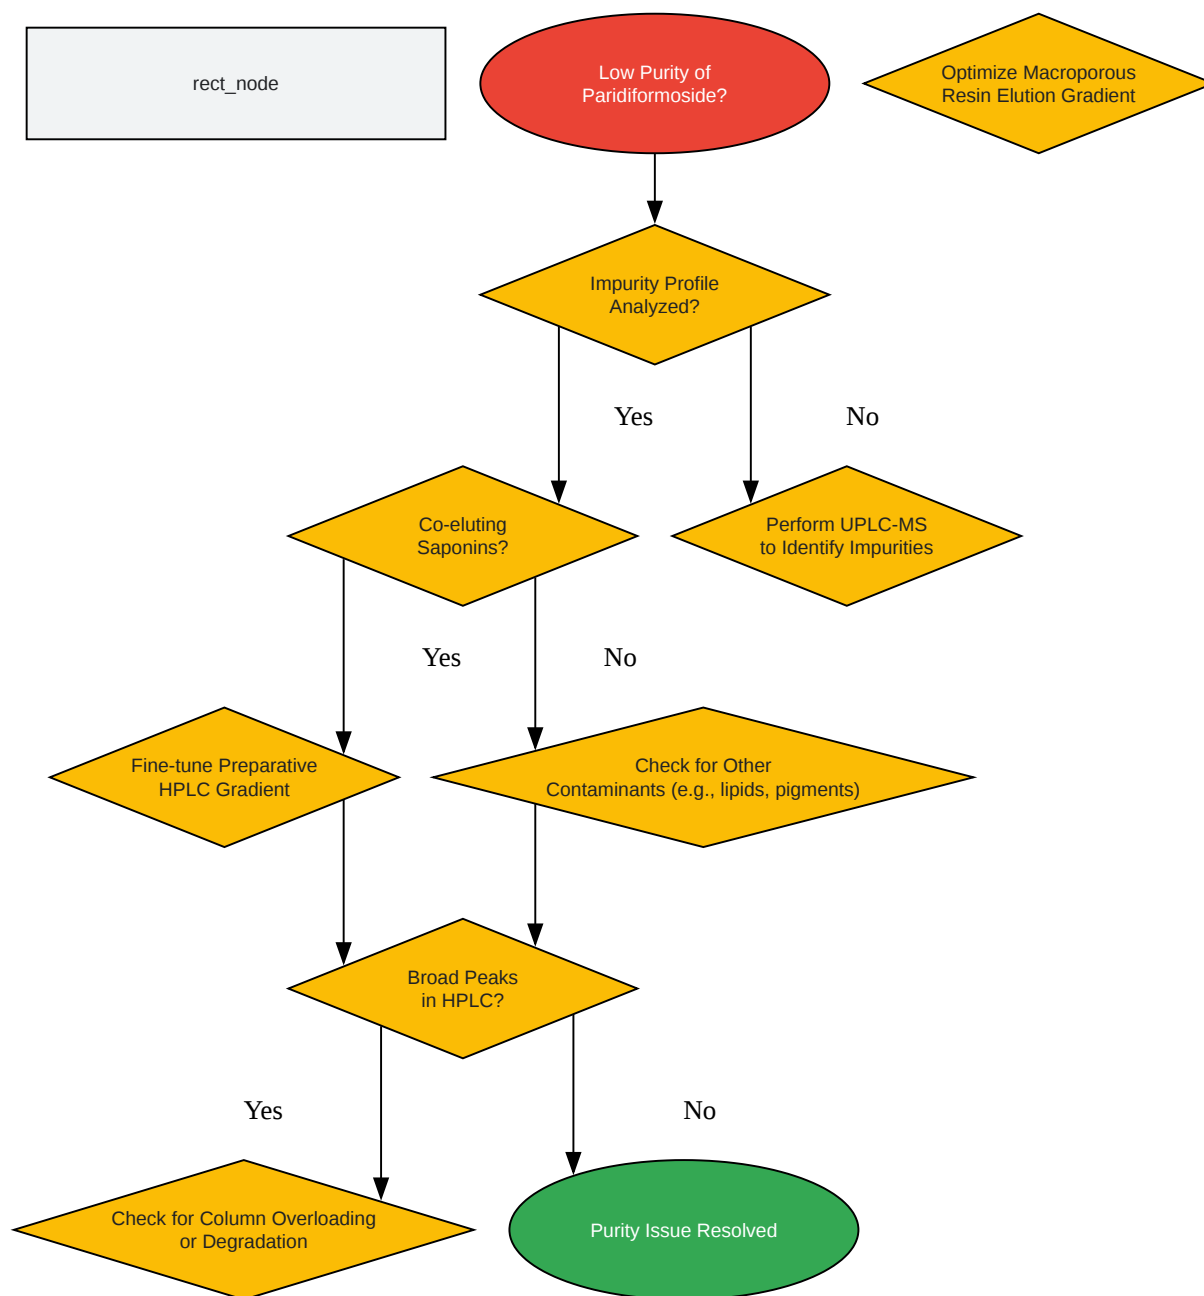 rect_node
Low Purity of
Paridiformoside?
Optimize Macroporous
Resin Elution Gradient
Impurity Profile
Analyzed?
Yes
No
Co-eluting
Saponins?
Perform UPLC-MS
to Identify Impurities
Yes
No
Fine-tune Preparative
HPLC Gradient
Check for Other
Contaminants (e.g., lipids, pigments)
Broad Peaks
in HPLC?
Yes
No
Check for Column Overloading
or Degradation
Purity Issue Resolved